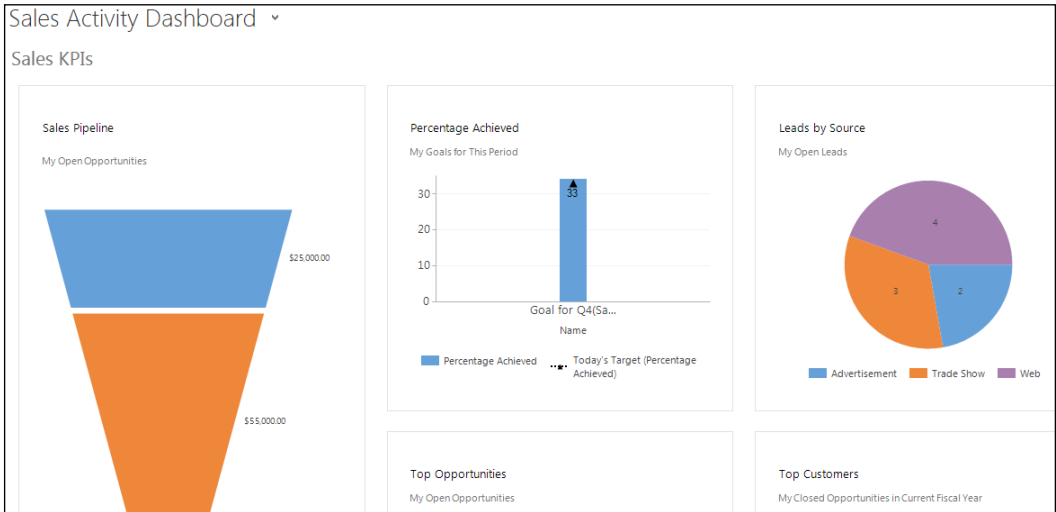 Sales Activity Dashboard
Sales KPIs
Sales Pipeline
My Open Opportunities
$25,000.00
$55,000.00
Percentage Achieved
My Goals for This Period
30
33
20
10
0
Goal for Q4(Sa...
Name
Percentage Achieved
Today's Target (Percentage
Achieved)
Leads by Source
My Open Leads
4
3
2
Advertisement Trade Show Web
Top Opportunities
My Open Opportunities
Top Customers
My Closed Opportunities in Current Fiscal Year